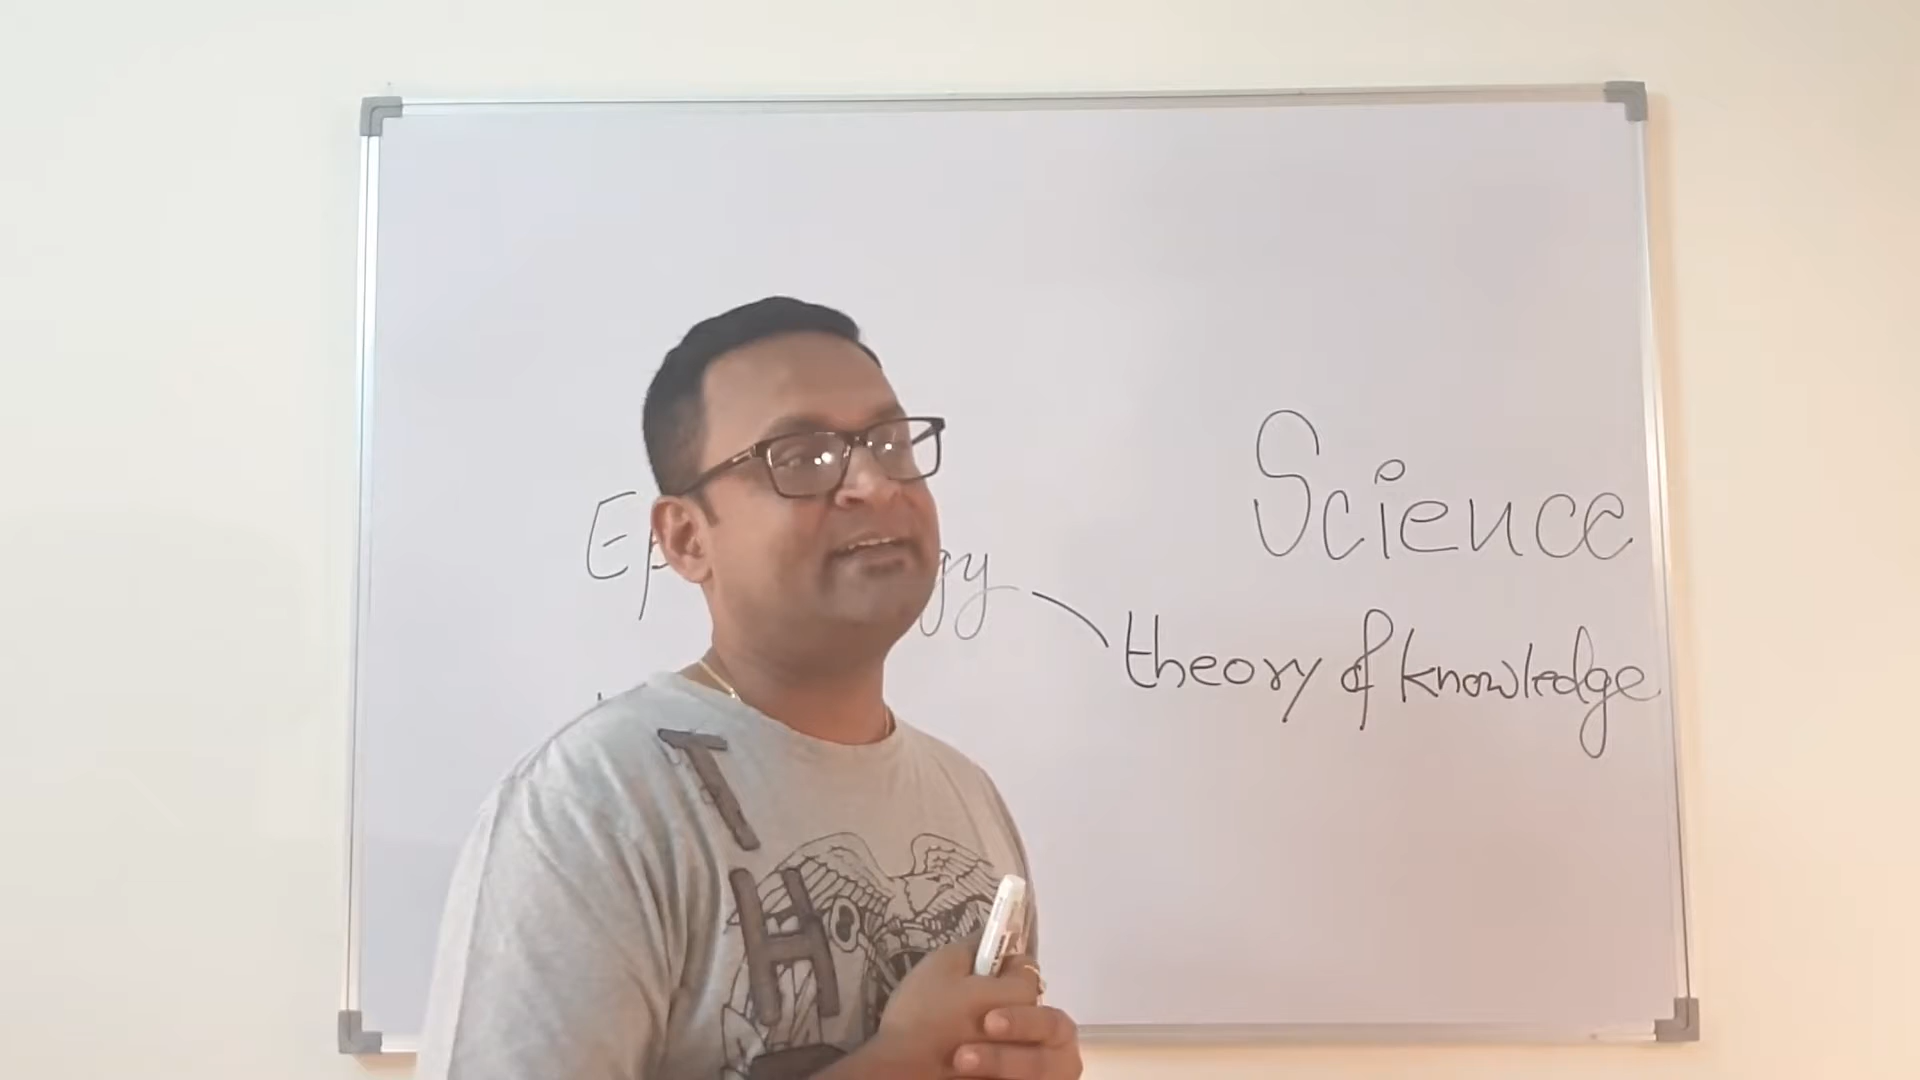 Science
theory of knowledge
T
H